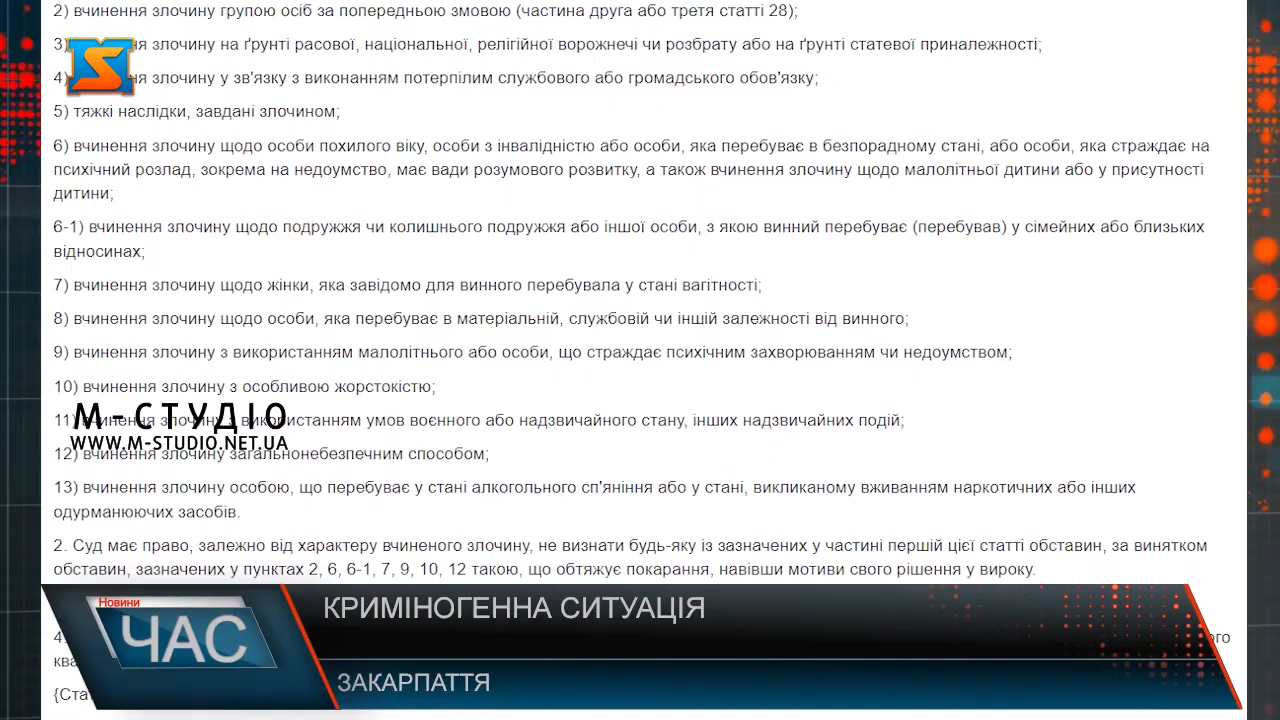 2) вчинення злочину групою осіб за попередньою змовою (частина друга або третя статті 28);
3) ня злочину на ґрунті расової, національної, релігійної ворожнечі чи розбрату або на ґрунті статевої приналежності;
4) ня злочину у зв'язку з виконанням потерпілим службового або громадського обов'язку;
5) тяжкі наслідки, завдані злочином;
6) вчинення злочину щодо особи похилого віку, особи з інвалідністю або особи, яка перебуває в безпорадному стані, або особи, яка страждає на
психічний розлад, зокрема на недоумство, має вади розумового розвитку, а також вчинення злочину щодо малолітньої дитини або у присутності
дитини;
6-1) вчинення злочину щодо подружжя чи колишнього подружжя або іншої особи, з якою винний перебуває (перебував) у сімейних або близьких
відносинах;
7) вчинення злочину щодо жінки, яка завідомо для винного перебувала у стані вагітності;
8) вчинення злочину щодо особи, яка перебуває в матеріальній, службовій чи іншій залежності від винного;
9) вчинення злочину з використанням малолітнього або особи, що страждає психічним захворюванням чи недоумством;
10) вчинення злочину з особливою жорстокістю;
М-СТУДІО
11) вчинення злочину з використанням умов воєнного або надзвичайного стану, інших надзвичайних подій;
WWW.M-STUDIO.NET.UA
12) вчинення злочину загальнонебезпечним способом;
13) вчинення злочину особою, що перебуває у стані алкогольного сп'яніння або у стані, викликаному вживанням наркотичних або інших
одурманюючих засобів.
2. Суд має право, залежно від характеру вчиненого злочину, не визнати будь-яку із зазначених у частині першій цієї статті обставин, за винятком
обставин, зазначених у пунктах 2, 6, 6-1, 7, 9, 10, 12 такою, що обтяжує покарання, навівши мотиви свого рішення у вироку.
Новини
ЧАС
КРИМІНОГЕННА СИТУАЦІЯ
ЗАКАРПАТТЯ
4
ого
ква
{Ста